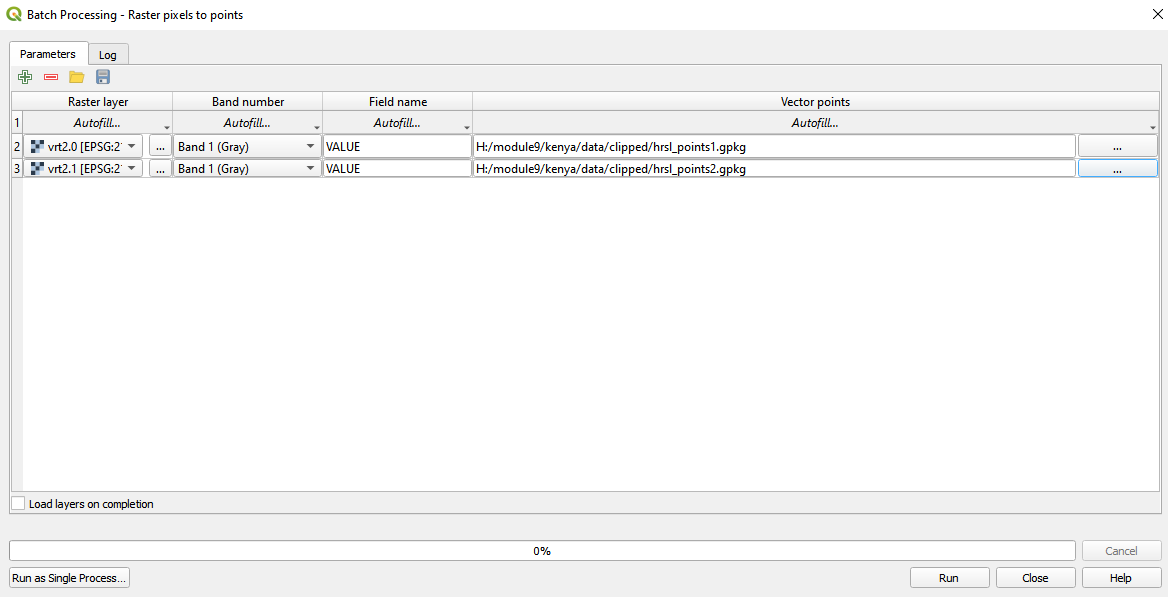 Batch Processing - Raster pixels to points
Parameters
Log
Raster layer Band number Field name Vector points
1 Autofill... Autofill... Autofill... Autofill...
2 vrt2.0 [EPSG:2 ... Band 1 (Gray) VALUE H:/module9/kenya/data/clipped/hrsl_points1.gpkg ...
3 vrt2.1 [EPSG:2 ... Band 1 (Gray) VALUE H:/module9/kenya/data/clipped/hrsl_points2.gpkg ...
Load layers on completion
0% Cancel
Run as Single Process... Run Close Help